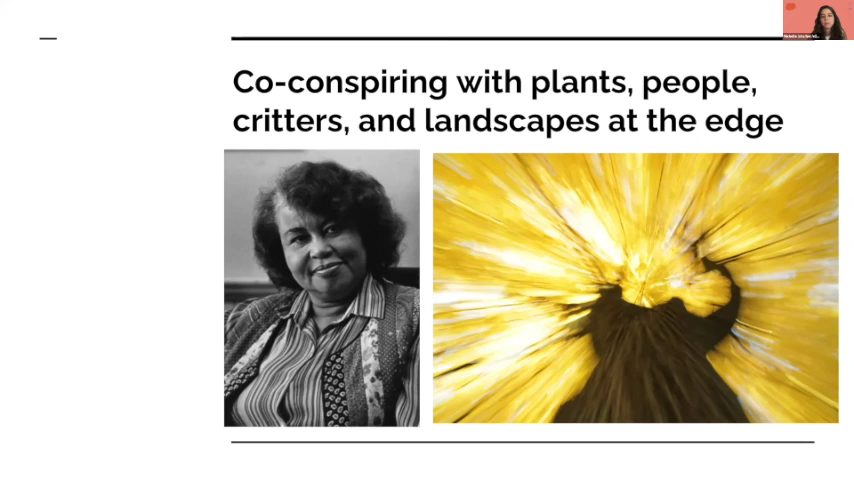 Co-conspiring with plants, people,
critters, and landscapes at the edge